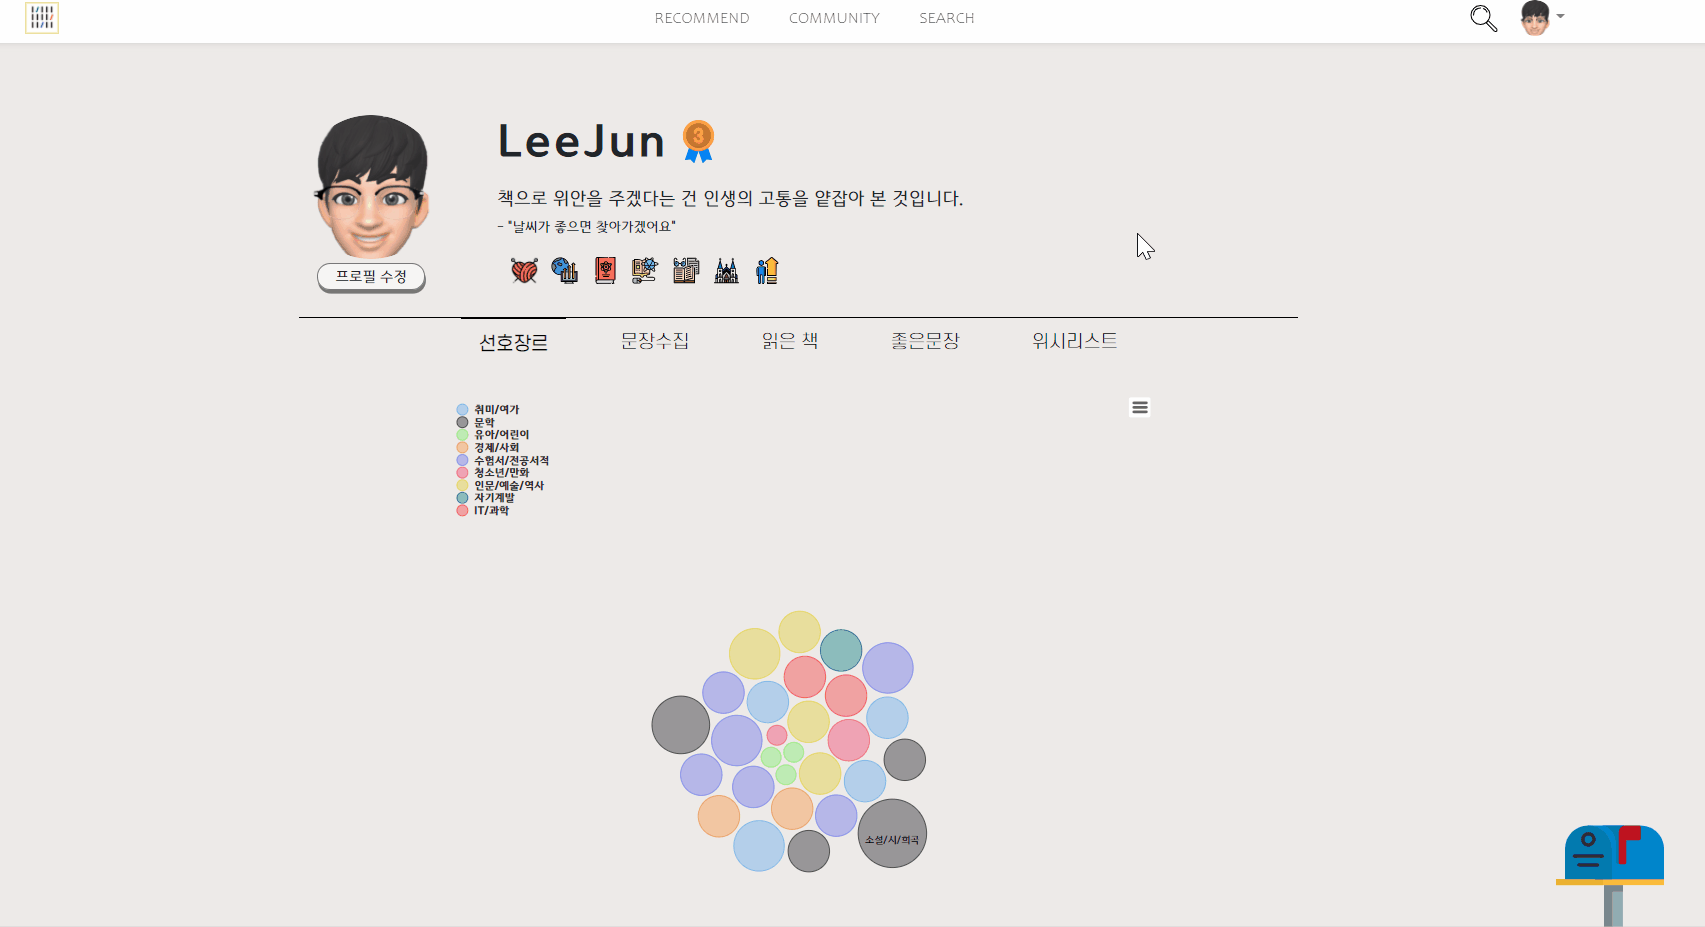 RECOMMEND COMMUNITY SEARCH
LeeJun 3
책으로 위안을 주겠다는 건 인생의 고통을 얕잡아 본 것입니다.
- "날씨가 좋으면 찾아가겠어요"
프로필 수정
선호장르 문장수집 읽은 책 좋은문장 위시리스트
취미/여가
문학
유아/어린이
경제/사회
수험서/전공서적
청소년/만화
인문/예술/역사
자기계발
IT/과학
소설/시/희곡